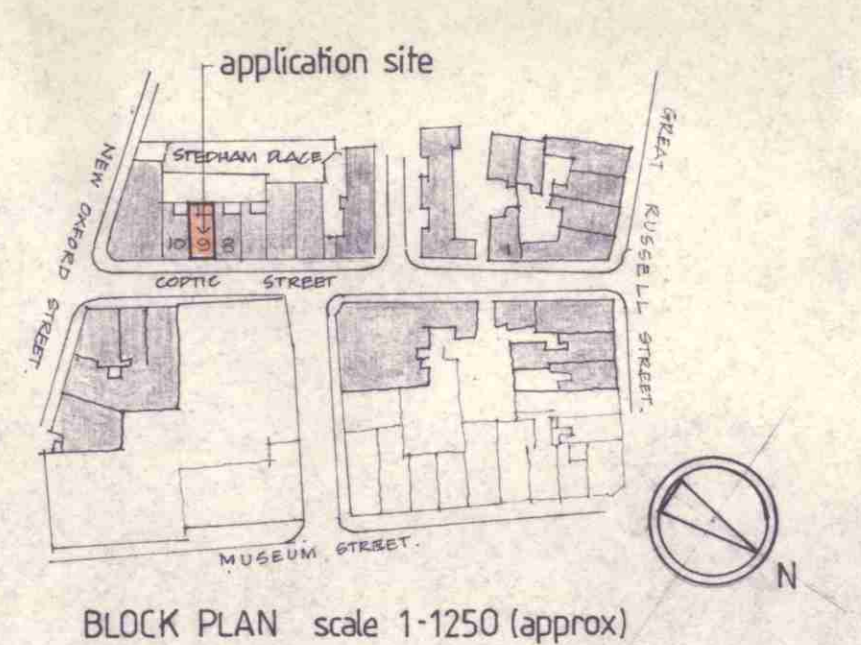 application site
STEDHAM PLACE
NEW OXFORD STREET.
10 9 8
COPTIC STREET
GREAT RUSSELL STREET.
MUSEUM STREET.
N
BLOCK PLAN scale 1-1250 (approx)